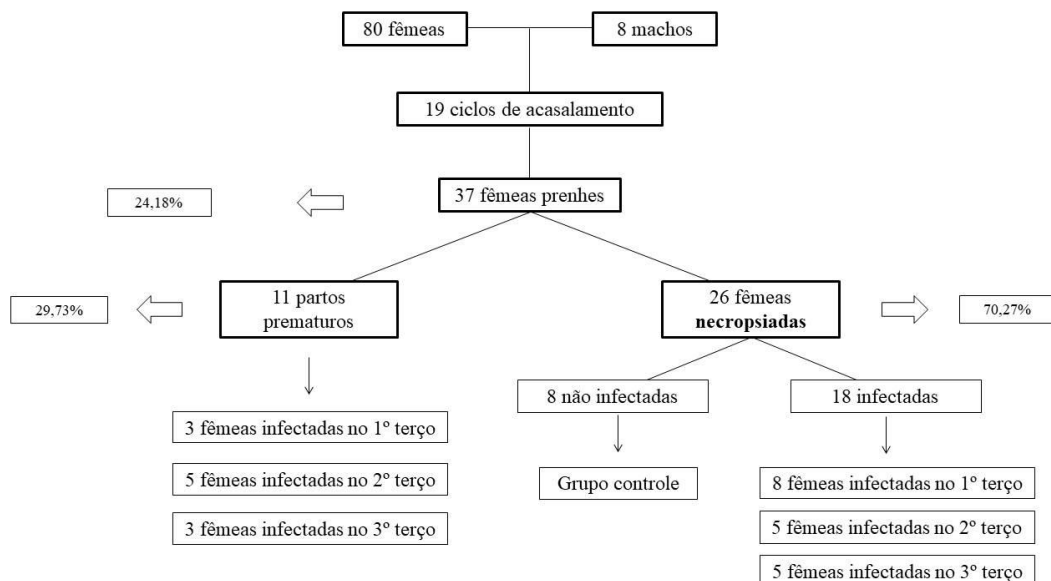 80 fêmeas
8 machos
19 ciclos de acasalamento
37 fêmeas prenhes
24,18%
11 partos
prematuros
29,73%
26 fêmeas
necropsiadas
70,27%
8 não infectadas
18 infectadas
3 fêmeas infectadas no 1º terço
5 fêmeas infectadas no 2º terço
3 fêmeas infectadas no 3º terço
Grupo controle
8 fêmeas infectadas no 1º terço
5 fêmeas infectadas no 2º terço
5 fêmeas infectadas no 3º terço